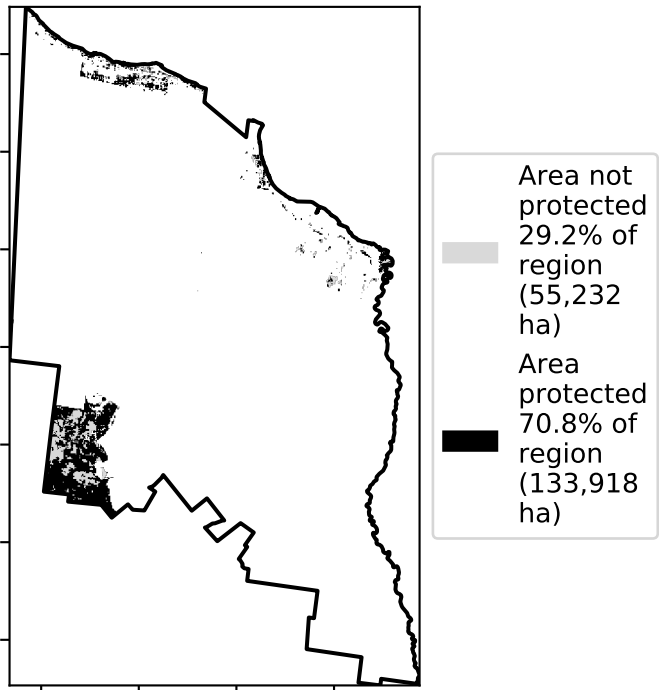 Area not
protected
29.2% of
region
(55,232
ha)
Area
protected
70.8% of
region
(133,918
ha)